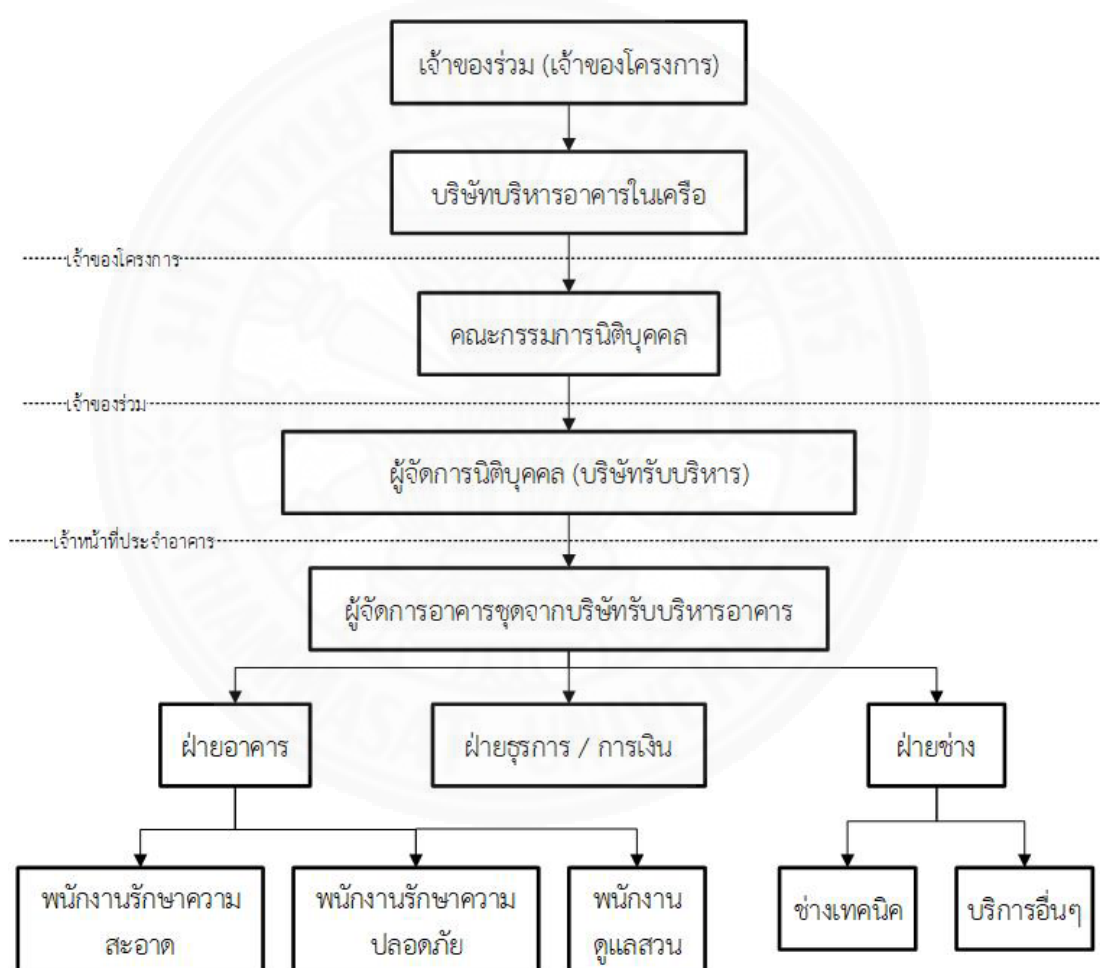 เจ้าของร่วม (เจ้าของโครงการ)
บริษัทบริหารอาคารในเครือ
เจ้าของโครงการ
คณะกรรมการนิติบุคคล
เจ้าของร่วม
ผู้จัดการนิติบุคคล (บริษัทรับบริหาร)
เจ้าหน้าที่ประจำอาคาร
ผู้จัดการอาคารชุดจากบริษัทรับบริหารอาคาร
ฝ่ายอาคาร
ฝ่ายธุรการ / การเงิน
ฝ่ายช่าง
พนักงานรักษาความ
สะอาด
พนักงานรักษาความ
ปลอดภัย
พนักงาน
ดูแลสวน
ช่างเทคนิค
บริการอื่นๆ